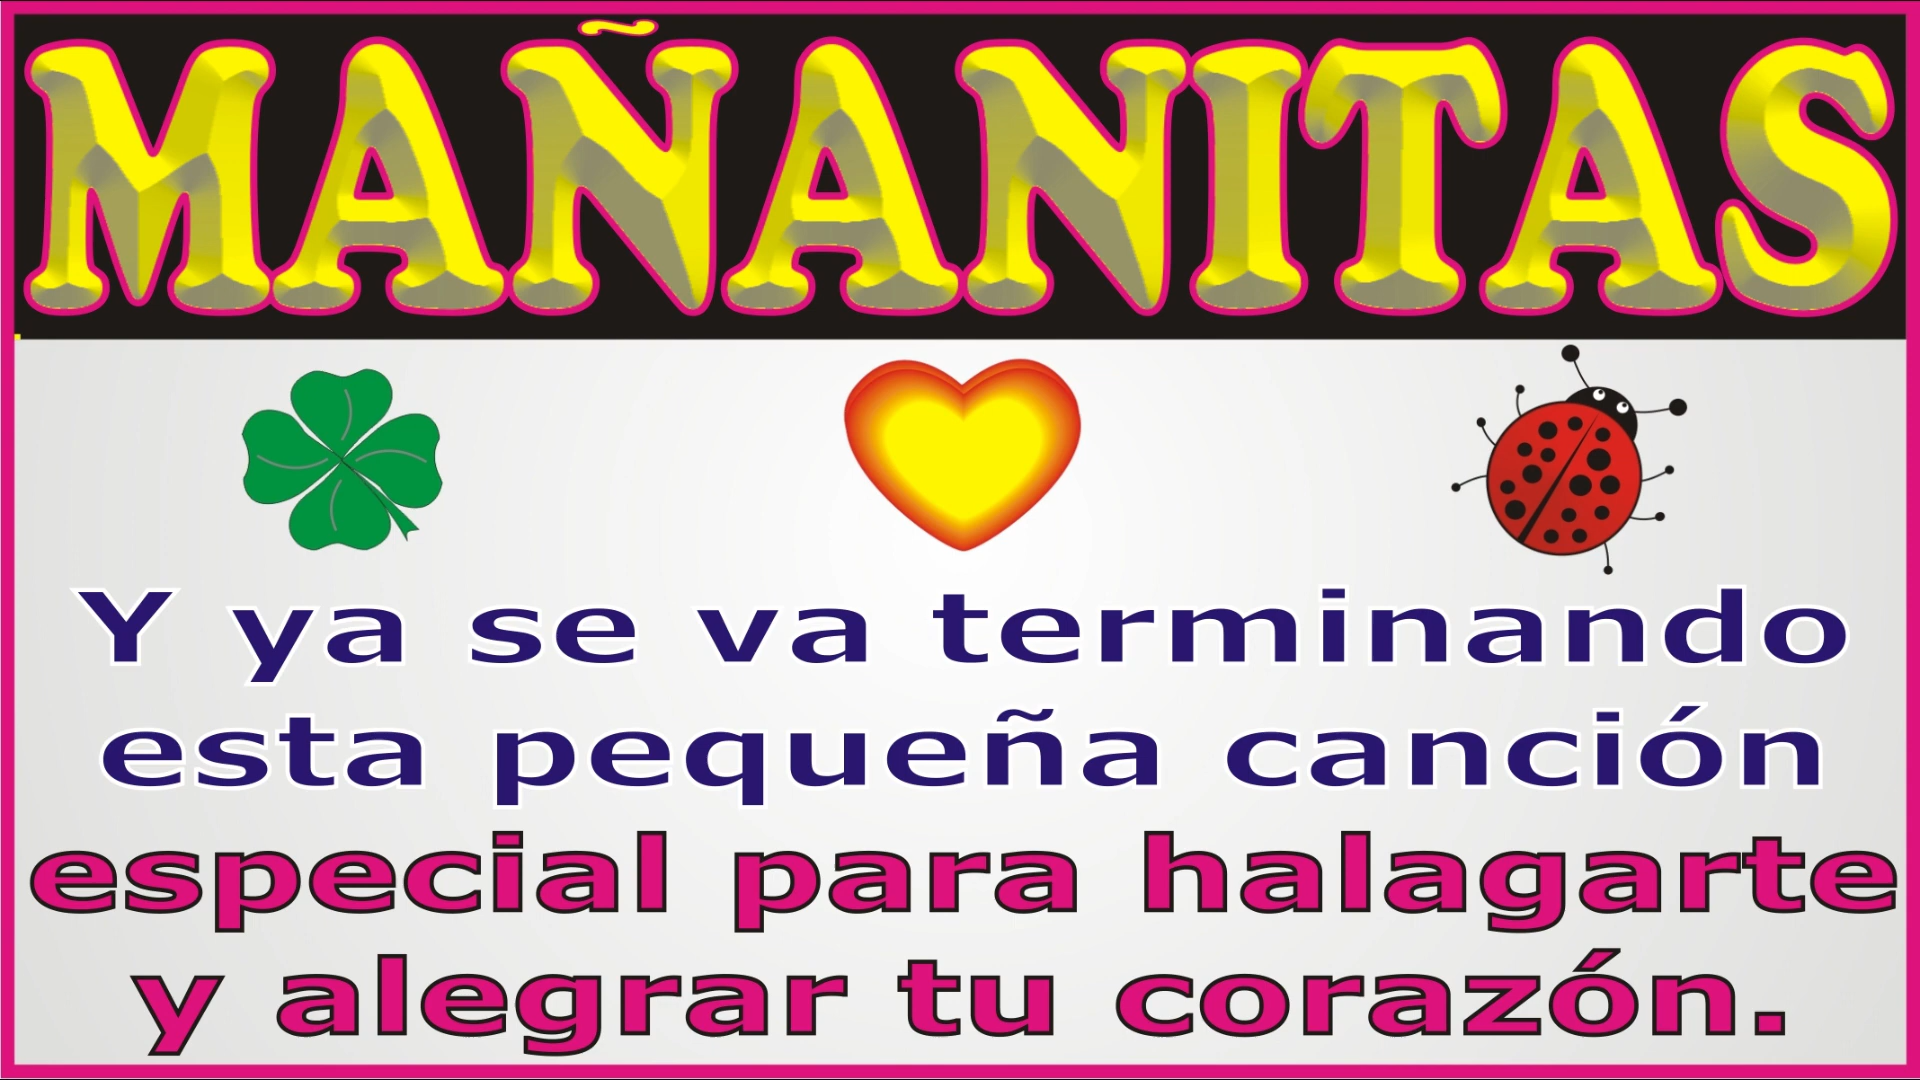 MAÑANITAS
Y ya se va terminando
esta pequeña canción
especial para halagarte
y alegrar tu corazón.